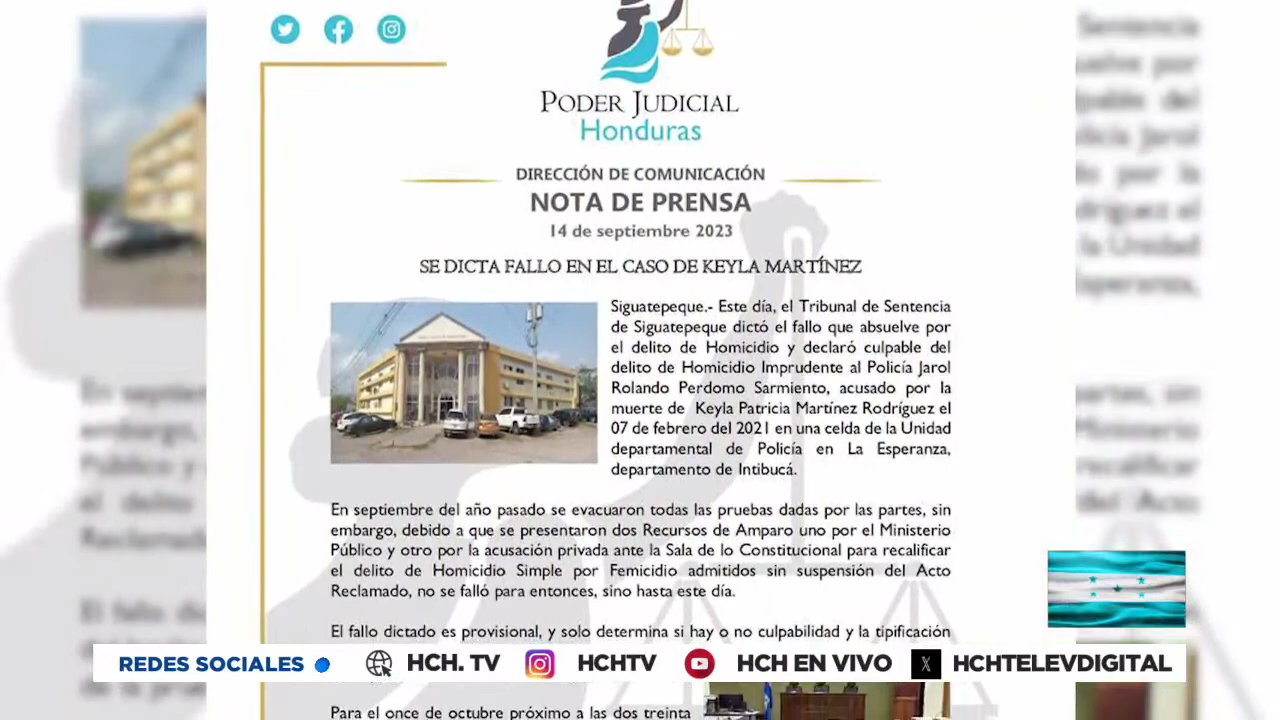 PODER JUDICIAL
Honduras
DIRECCIÓN DE COMUNICACIÓN
NOTA DE PRENSA
14 de septiembre 2023
SE DICTA FALLO EN EL CASO DE KEYLA MARTÍNEZ
Siguatepeque.- Este día, el Tribunal de Sentencia
de Siguatepeque dictó el fallo que absuelve por
el delito de Homicidio y declaró culpable del
delito de Homicidio Imprudente al Policía Jarol
Rolando Perdomo Sarmiento, acusado por la
muerte de Keyla Patricia Martínez Rodríguez el
07 de febrero del 2021 en una celda de la Unidad
departamental de Policía en La Esperanza,
departamento de Intibucá.
En septiembre del año pasado se evacuaron todas las pruebas dadas por las partes, sin
embargo, debido a que se presentaron dos Recursos de Amparo uno por el Ministerio
Público y otro por la acusación privada ante la Sala de lo Constitucional para recalificar
el delito de Homicidio Simple por Femicidio admitidos sin suspensión del Acto
Reclamado, no se falló para entonces, sino hasta este día.
El fallo dictado es provisional, y solo determina si hay o no culpabilidad y la tipificación
REDES SOCIALES HCH. TV HCHTV HCH EN VIVO X HCHTELEVDIGITAL
Para el once de octubre próximo a las dos treinta